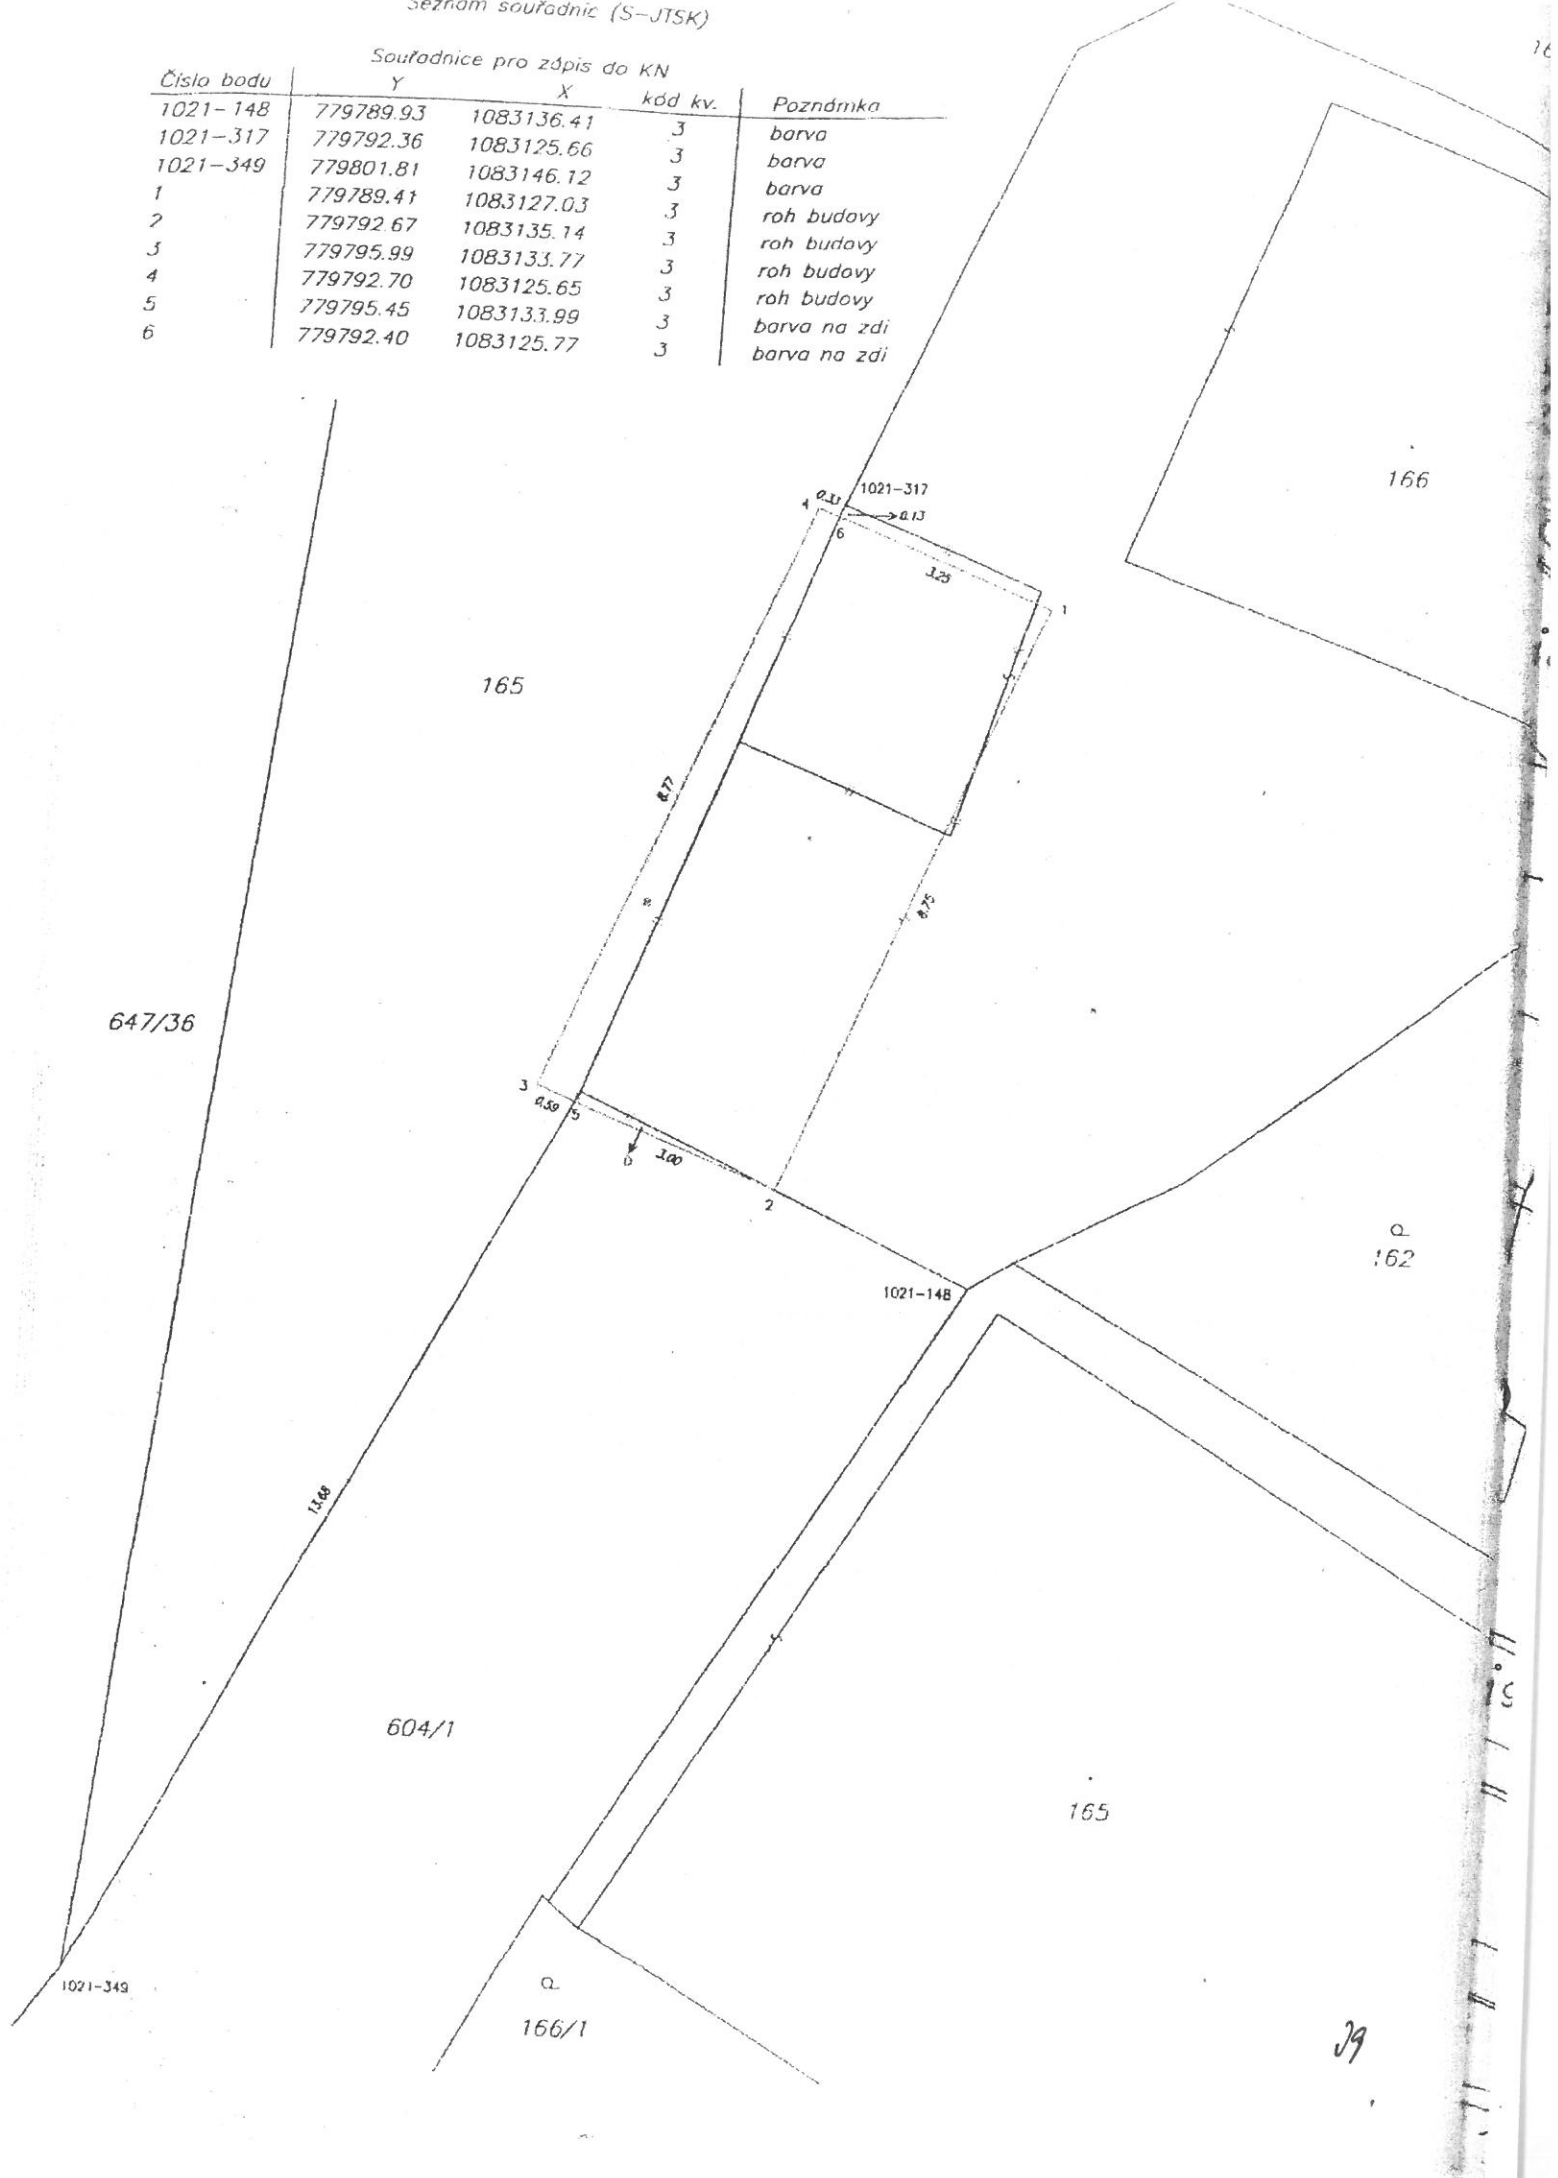 Seznam souřadnic (S-JTSK)
Souřadnice pro zápis do KN
Číslo bodu Y X kód kv. Poznámka
1021-148 779789.93 1083136.41 3 barva
1021-317 779792.36 1083125.66 3 barva
1021-349 779801.81 1083146.12 3 barva
1 779789.41 1083127.03 3 roh budovy
2 779792.67 1083135.14 3 roh budovy
3 779795.99 1083133.77 3 roh budovy
4 779792.70 1083125.65 3 roh budovy
5 779795.45 1083133.99 3 barva na zdi
6 779792.40 1083125.77 3 barva na zdi
166
1021-317
4 0.33
0.13
6
3.25
1
165
8.77
8.75
647/36
3
0.59 5
3.00
2
162
1021-148
13.68
604/1
165
1021-349
166/1
39